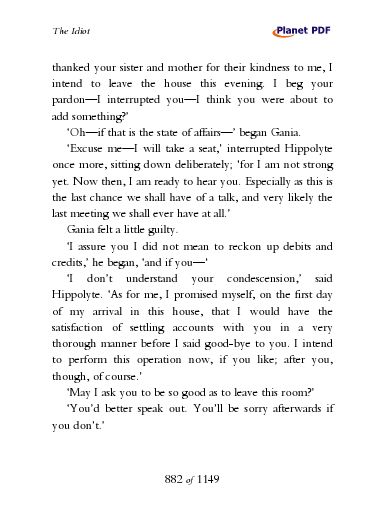 The Idiot
Planet PDF
thanked your sister and mother for their kindness to me, I
intend to leave the house this evening. I beg your
pardon—I interrupted you—I think you were about to
add something?’
‘Oh—if that is the state of affairs—’ began Gania.
‘Excuse me—I will take a seat,’ interrupted Hippolyte
once more, sitting down deliberately; ‘for I am not strong
yet. Now then, I am ready to hear you. Especially as this is
the last chance we shall have of a talk, and very likely the
last meeting we shall ever have at all.’
Gania felt a little guilty.
‘I assure you I did not mean to reckon up debits and
credits,’ he began, ‘and if you—’
‘I don’t understand your condescension,’ said
Hippolyte. ‘As for me, I promised myself, on the first day
of my arrival in this house, that I would have the
satisfaction of settling accounts with you in a very
thorough manner before I said good-bye to you. I intend
to perform this operation now, if you like; after you,
though, of course.’
‘May I ask you to be so good as to leave this room?’
‘You’d better speak out. You’ll be sorry afterwards if
you don’t.’
882 of 1149